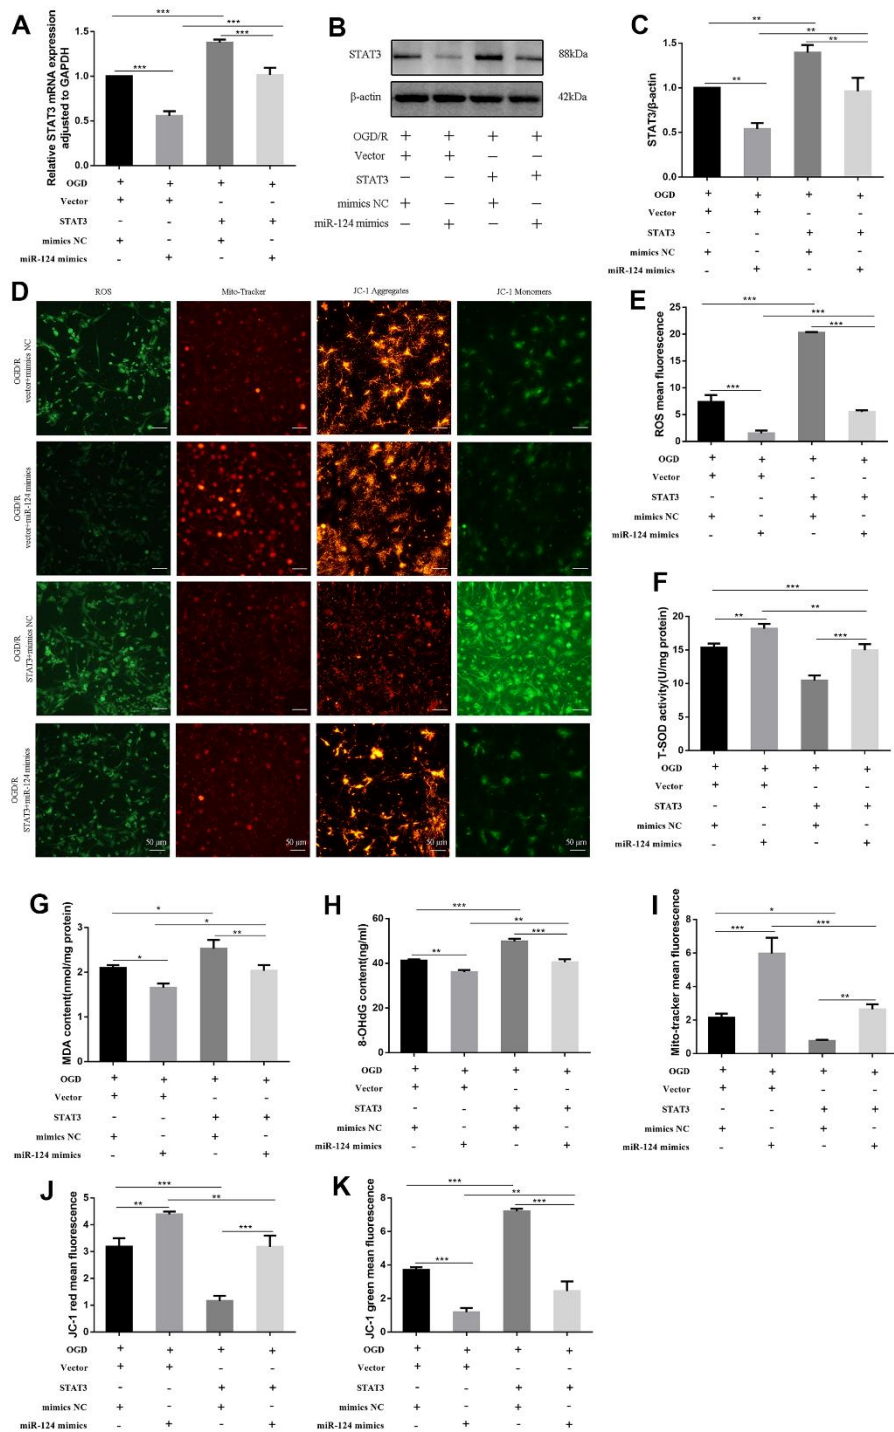 A
Relative STAT3 mRNA expression
adjusted to GAPDH
1.5
1.0
0.5
0.0
***
***
***
***
OGD + + + +
Vector + + - -
STAT3 - - + +
mimics NC + - + -
miR-124 mimics - + - +
B
STAT3 88kDa
β-actin 42kDa
OGD/R + + + +
Vector + + — —
STAT3 — — + +
mimics NC + — + —
miR-124 mimics — + — +
C
STAT3/β-actin
1.5
1.0
0.5
0.0
**
**
**
**
OGD + + + +
Vector + + - -
STAT3 - - + +
mimics NC + - + -
miR-124 mimics - + - +
D
ROS Mito-Tracker JC-1 Aggregates JC-1 Monomers
OGD/R
vector+mimics NC
OGD/R
vector+miR-124 mimics
OGD/R
STAT3+mimics NC
OGD/R
STAT3+miR-124 mimics
50 μm 50 μm 50 μm 50 μm
E
ROS mean fluorescence
25
20
15
10
5
0
***
***
***
***
OGD + + + +
Vector + + - -
STAT3 - - + +
mimics NC + - + -
miR-124 mimics - + - +
F
T-SOD activity(U/mg protein)
20
15
10
5
0
***
** **
***
OGD + + + +
Vector + + - -
STAT3 - - + +
mimics NC + - + -
miR-124 mimics - + - +
G
MDA content(nmol/mg protein)
3
2
1
0
*
*
**
*
OGD + + + +
Vector + + - -
STAT3 - - + +
mimics NC + - + -
miR-124 mimics - + - +
H
8-OHdG content(ng/ml)
60
40
20
0
***
**
***
**
OGD + + + +
Vector + + - -
STAT3 - - + +
mimics NC + - + -
miR-124 mimics - + - +
I
Mito-tracker mean fluorescence
8
6
4
2
0
*
***
***
**
OGD + + + +
Vector + + - -
STAT3 - - + +
mimics NC + - + -
miR-124 mimics - + - +
J
JC-1 red mean fluorescence
5
4
3
2
1
0
***
** **
***
OGD + + + +
Vector + + - -
STAT3 - - + +
mimics NC + - + -
miR-124 mimics - + - +
K
JC-1 green mean fluorescence
8
6
4
2
0
***
**
***
***
OGD + + + +
Vector + + - -
STAT3 - - + +
mimics NC + - + -
miR-124 mimics - + - +